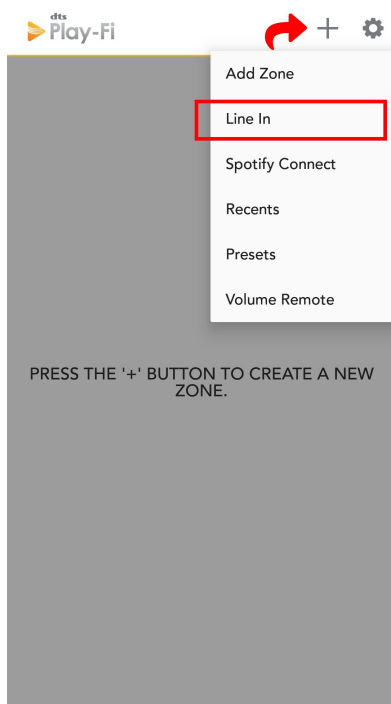 dts
Play-Fi
Add Zone
Line In
Spotify Connect
Recents
Presets
Volume Remote
PRESS THE '+' BUTTON TO CREATE A NEW
ZONE.